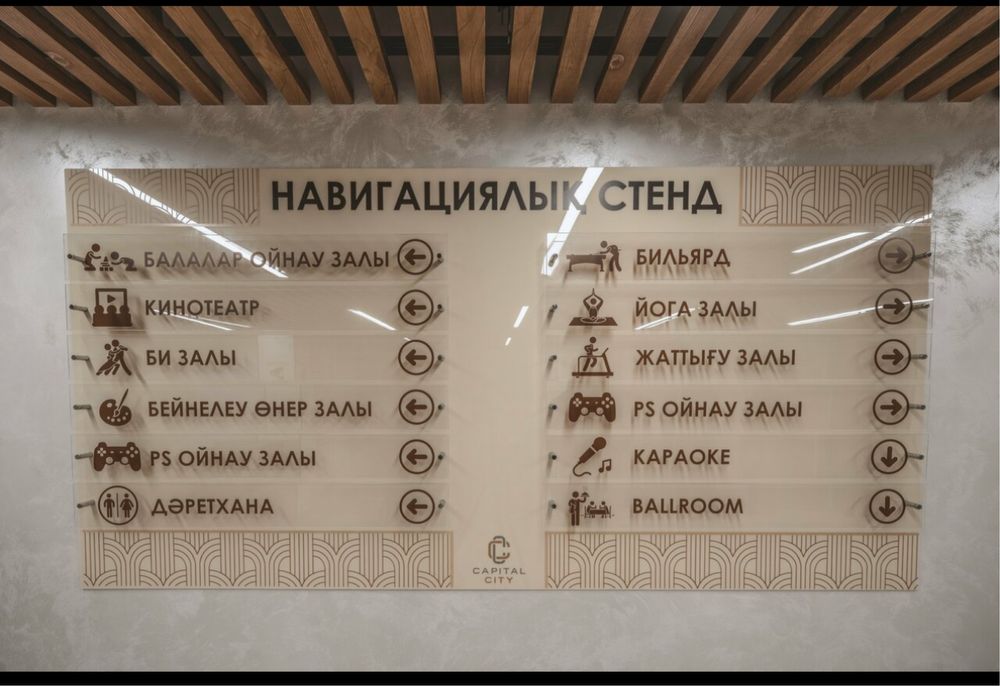 НАВИГАЦИЯЛЫҚ СТЕНД
БАЛАЛАР ОЙНАУ ЗАЛЫ
КИНОТЕАТР
БИ ЗАЛЫ
БЕЙНЕЛЕУ ӨНЕР ЗАЛЫ
PS ОЙНАУ ЗАЛЫ
ДӘРЕТХАНА
БИЛЬЯРД
ЙОГА ЗАЛЫ
ЖАТТЫҒУ ЗАЛЫ
PS ОЙНАУ ЗАЛЫ
КАРАОКЕ
BALLROOM
CAPITAL
CITY